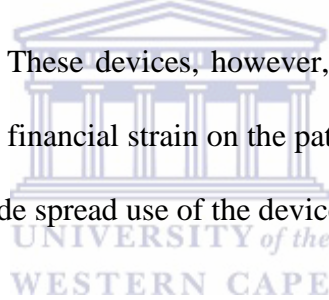 These devices, however,
financial strain on the pat
de spread use of the device
UNIVERSITY of the
WESTERN CAPE